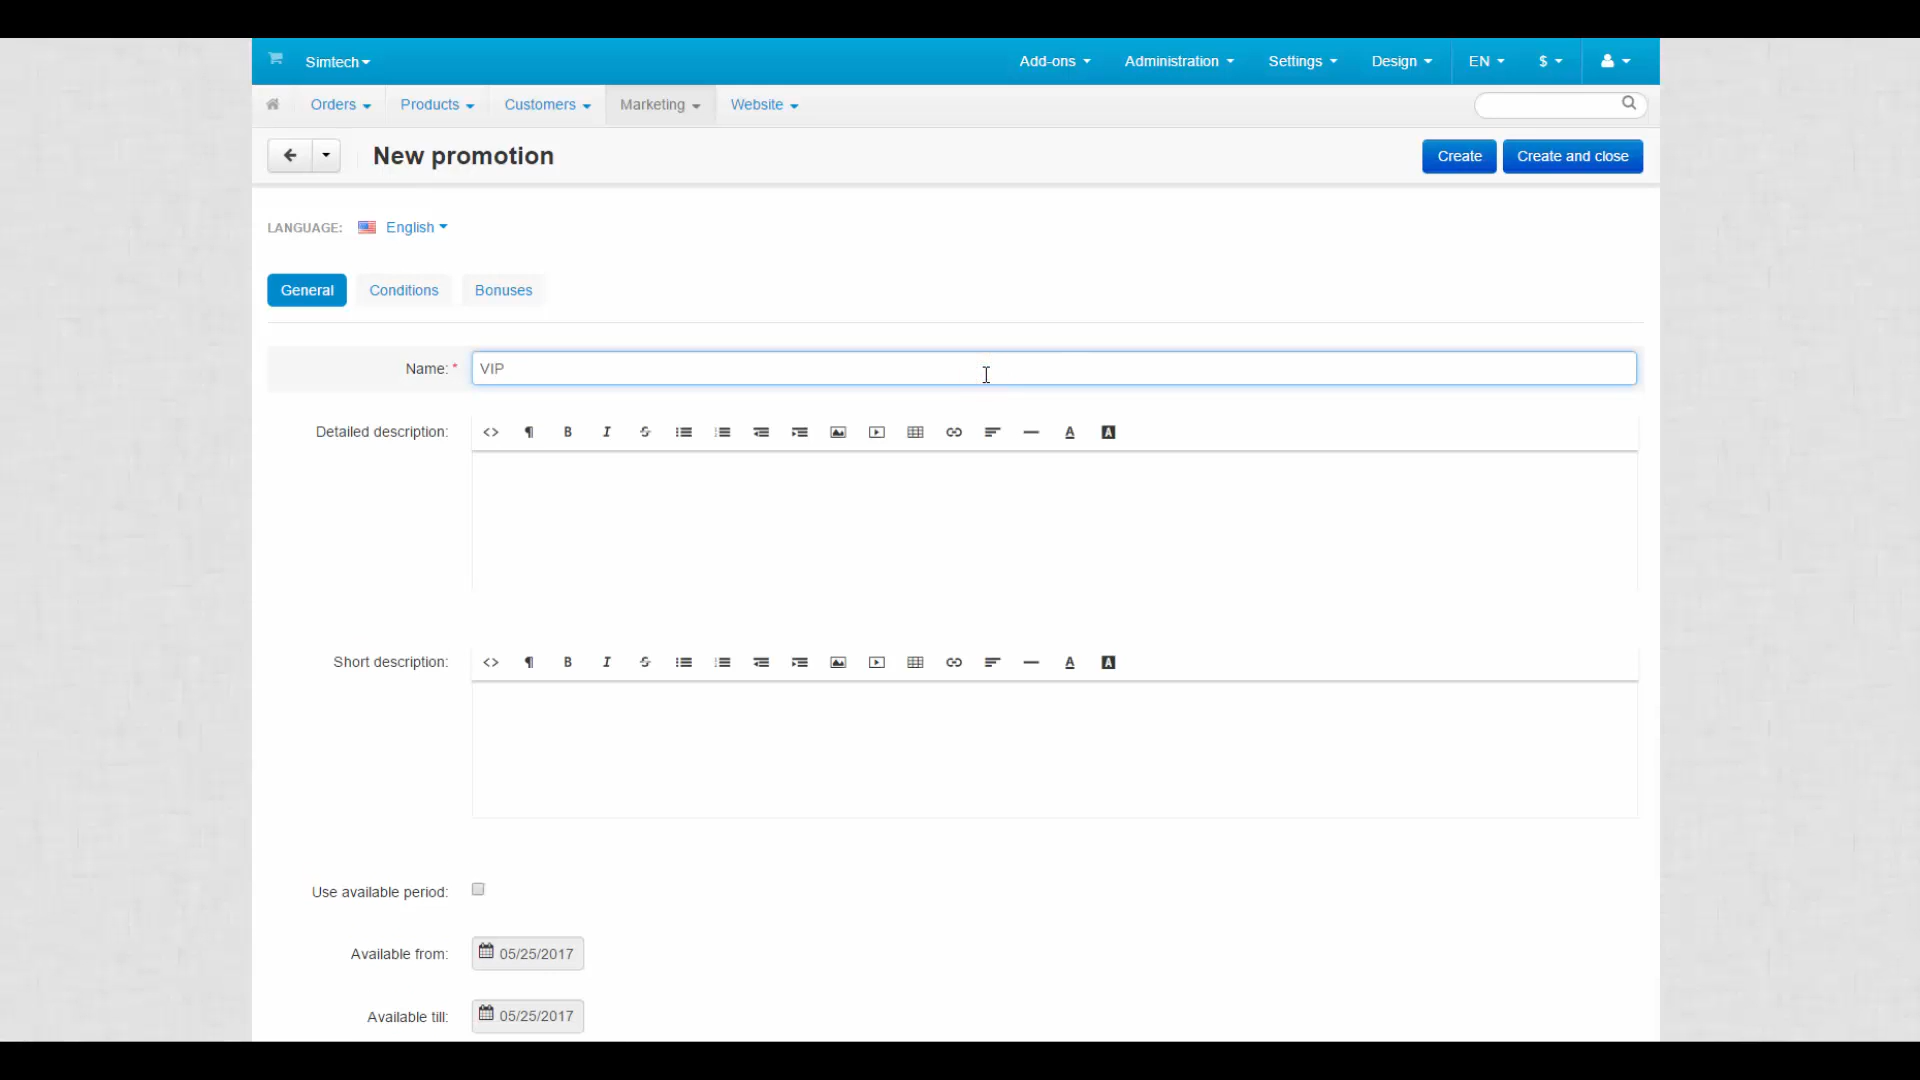 Simtech Add-ons Administration Settings Design EN $
Orders Products Customers Marketing Website
New promotion Create Create and close
LANGUAGE: English
General Conditions Bonuses
Name: * VIP
Detailed description:
Short description:
Use available period:
Available from: 05/25/2017
Available till: 05/25/2017